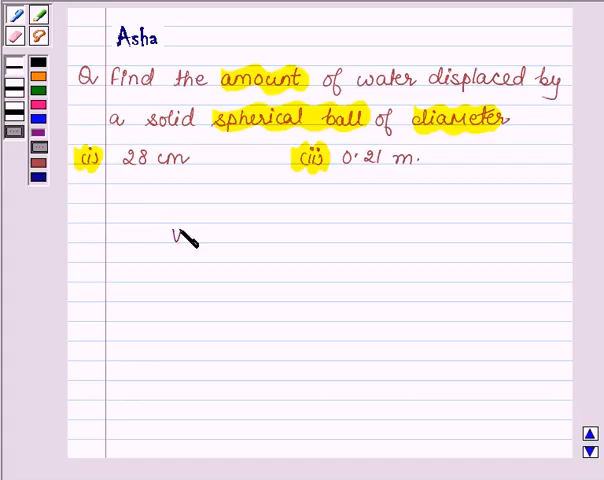 Asha
Q Find the amount of water displaced by
a solid spherical ball of diameter
(i) 28 cm (ii) 0.21 m.
V